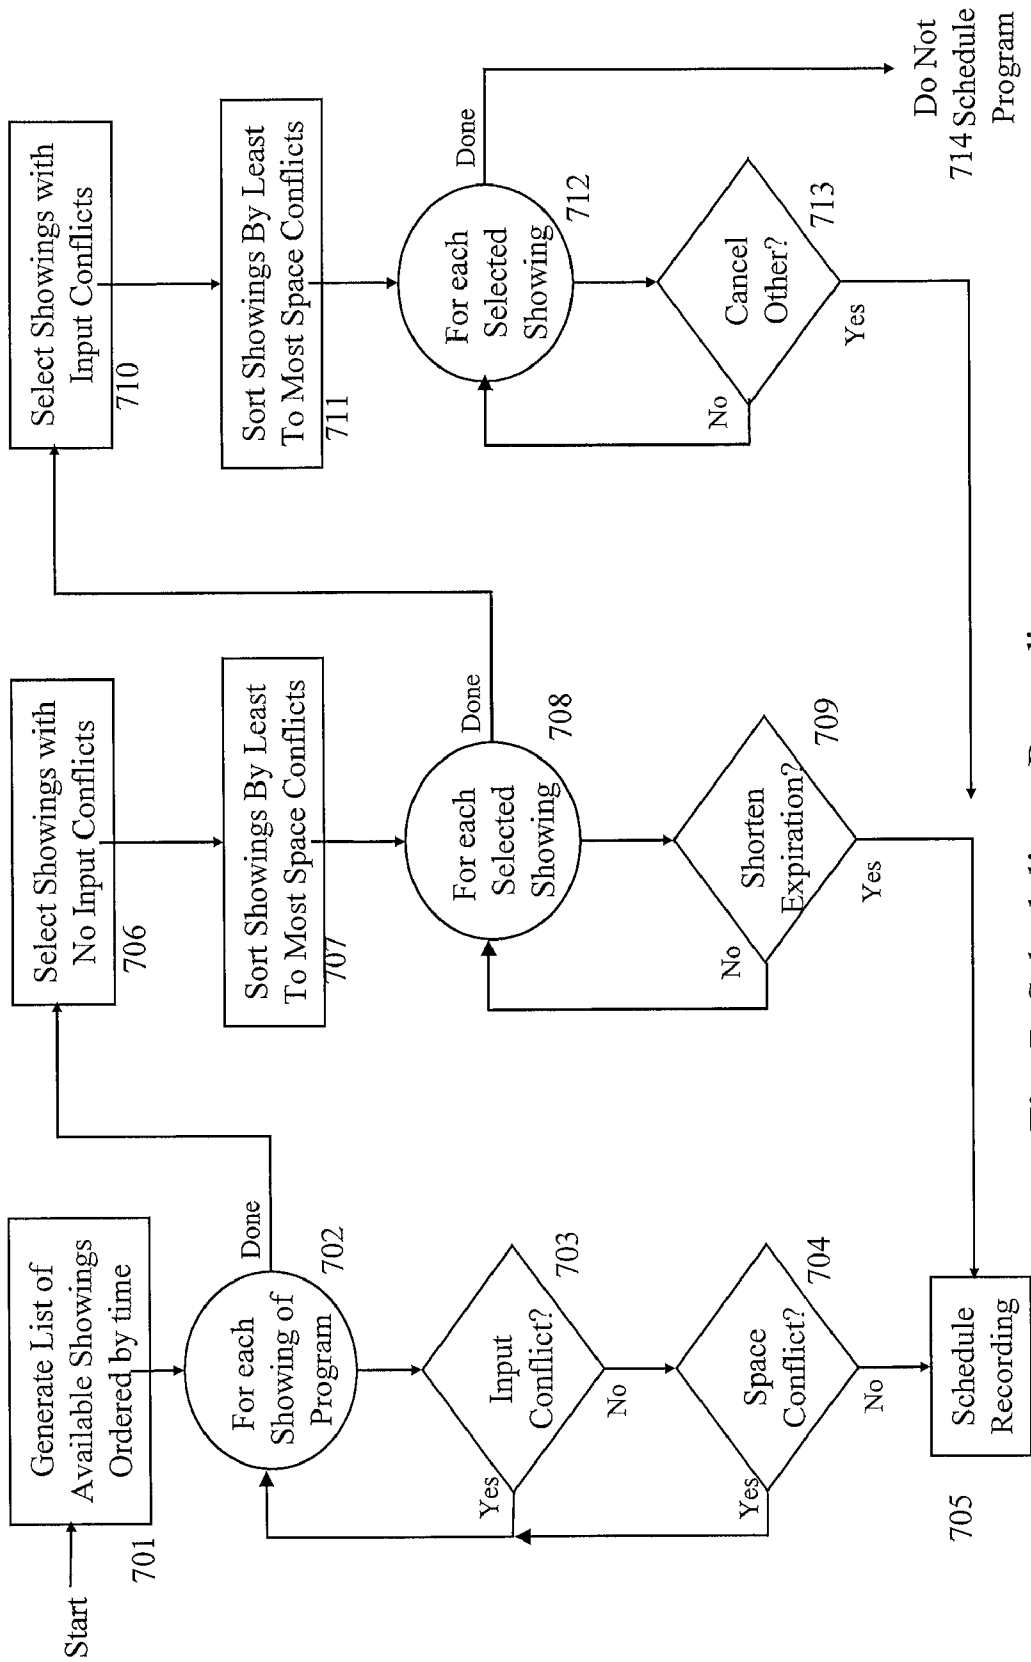 Start
Generate List of
Available Showings
Ordered by time
701
For each
Showing of
Program
702
Done
Input
Conflict?
703
Yes
No
Space
Conflict?
704
Yes
No
Schedule
Recording
705
Select Showings with
No Input Conflicts
706
Sort Showings By Least
To Most Space Conflicts
707
For each
Selected
Showing
708
Done
Shorten
Expiration?
709
No
Yes
Select Showings with
Input Conflicts
710
Sort Showings By Least
To Most Space Conflicts
711
For each
Selected
Showing
712
Done
Cancel
Other?
713
No
Yes
Do Not
714 Schedule
Program